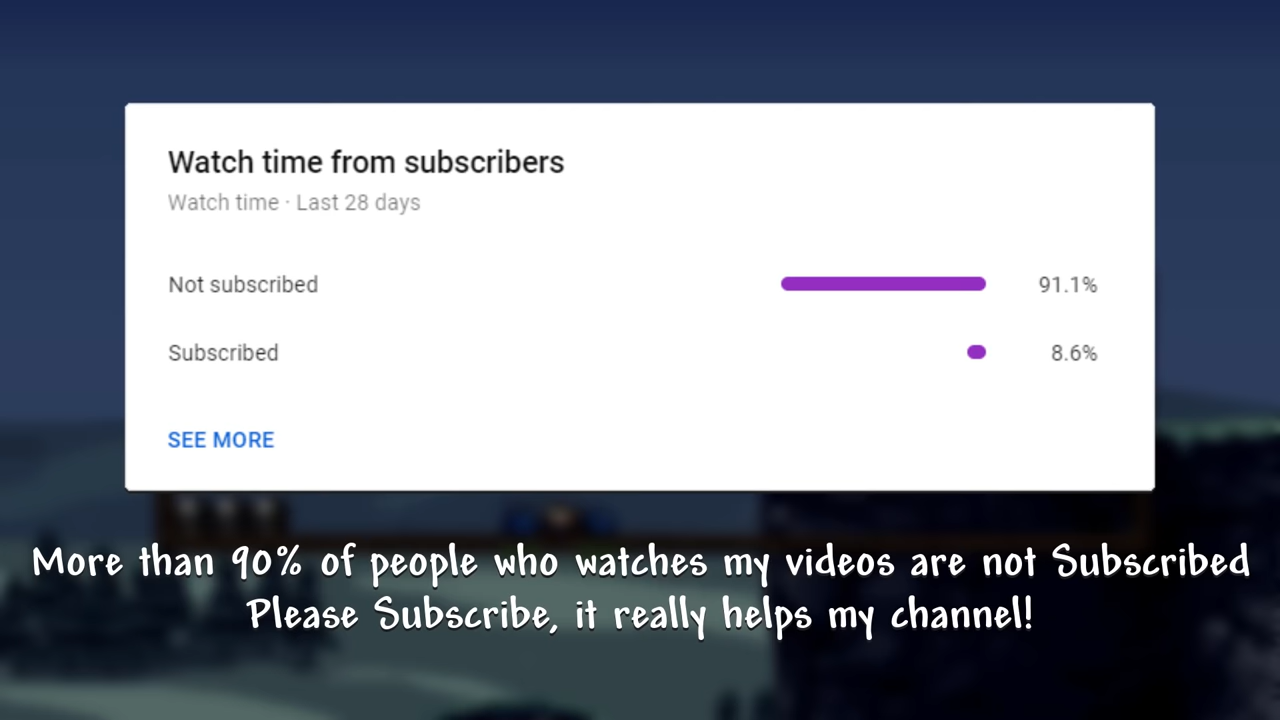 Watch time from subscribers
Watch time · Last 28 days
Not subscribed 91.1%
Subscribed 8.6%
SEE MORE
More than 90% of people who watches my videos are not Subscribed
Please Subscribe, it really helps my channel!